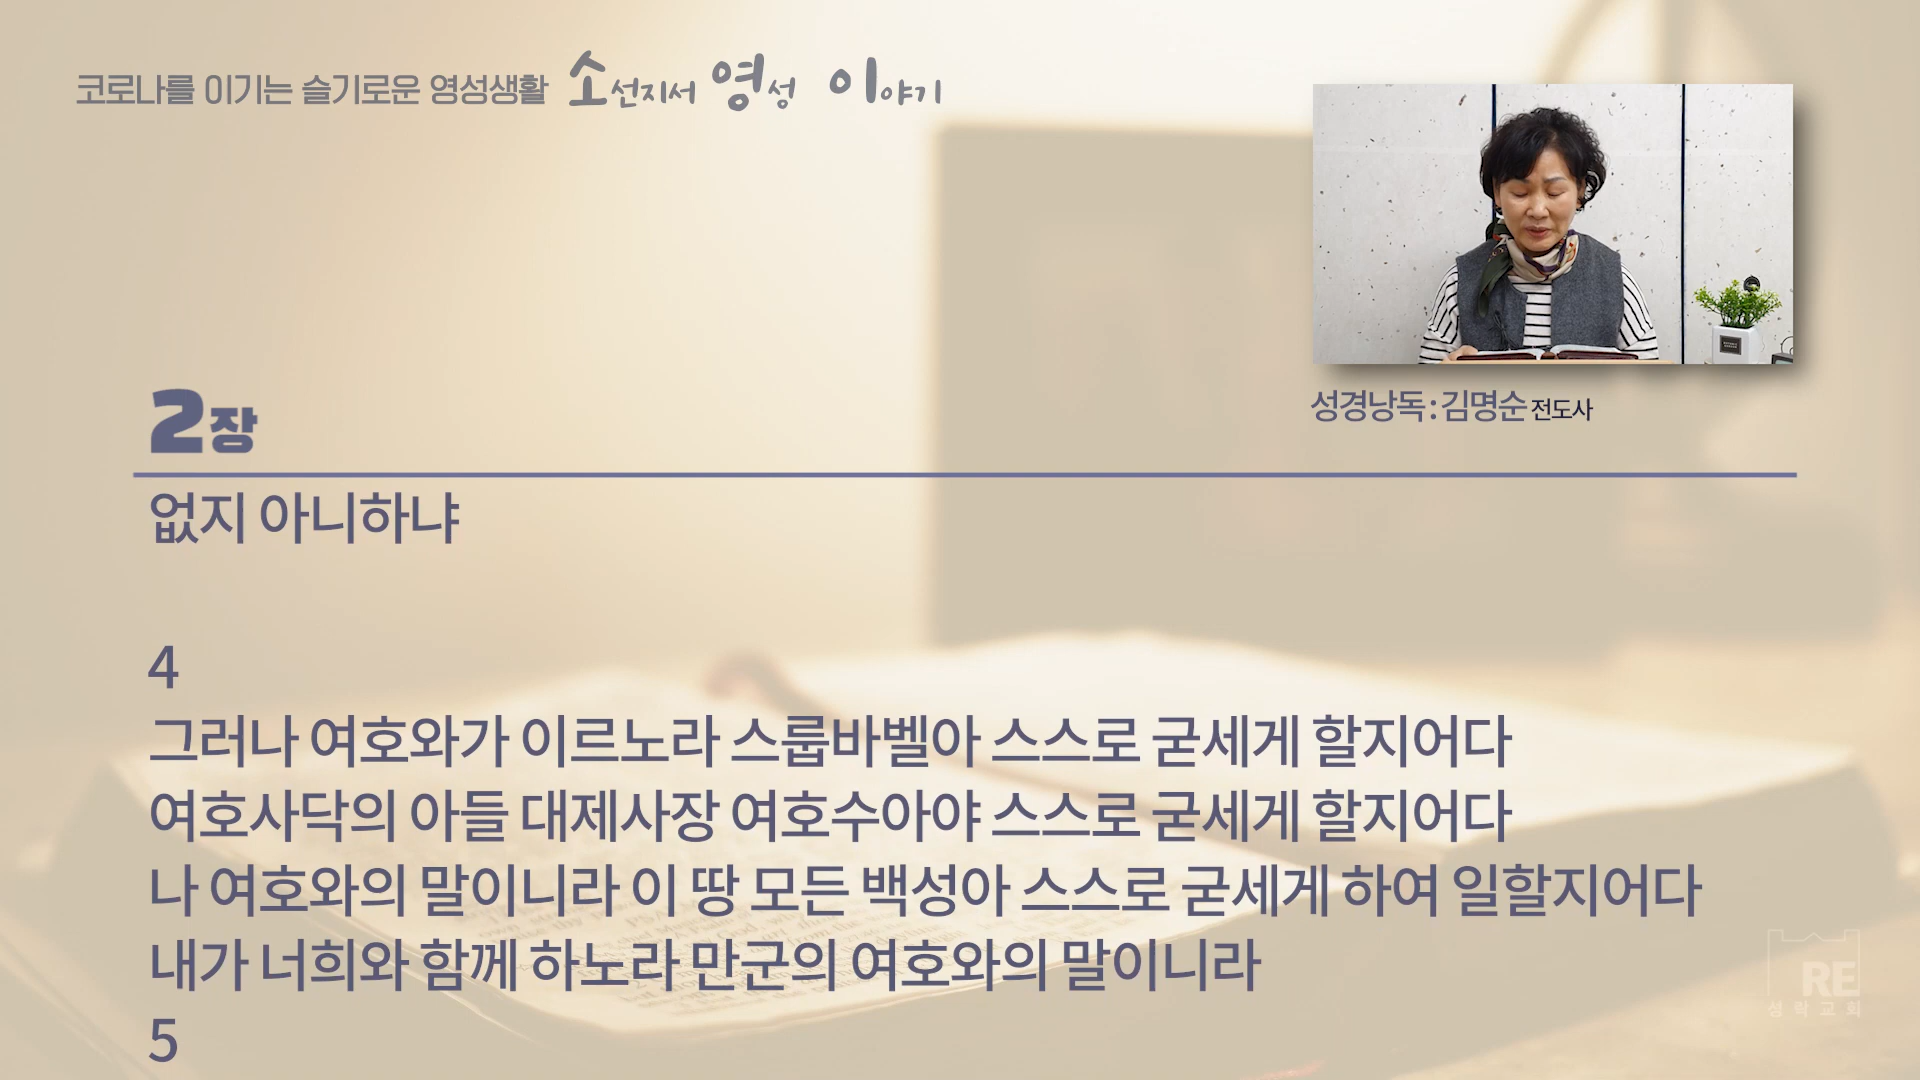 코로나를 이기는 슬기로운 영성생활 소선지서 영성 이야기
성경낭독 : 김명순 전도사
2장
없지 아니하냐
4
그러나 여호와가 이르노라 스룹바벨아 스스로 굳세게 할지어다
여호사닥의 아들 대제사장 여호수아야 스스로 굳세게 할지어다
나 여호와의 말이니라 이 땅 모든 백성아 스스로 굳세게 하여 일할지어다
내가 너희와 함께 하노라 만군의 여호와의 말이니라
5
RE
성락교회